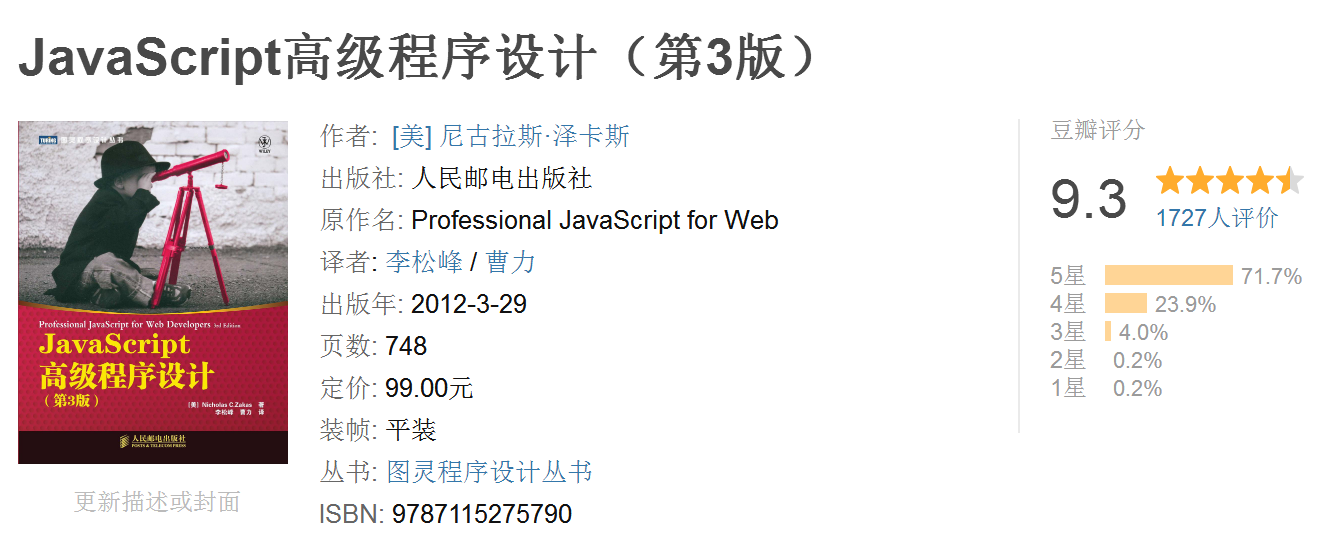 JavaScript高级程序设计（第3版）
TURING 图灵程序设计丛书
WILEY
Professional JavaScript for Web Developers 3rd Edition
JavaScript
高级程序设计
（第3版）
[美] Nicholas C.Zakas 著
李松峰 曹力 译
人民邮电出版社
POSTS & TELECOM PRESS
更新描述或封面
作者: [美] 尼古拉斯·泽卡斯
出版社: 人民邮电出版社
原作名: Professional JavaScript for Web
译者: 李松峰 / 曹力
出版年: 2012-3-29
页数: 748
定价: 99.00元
装帧: 平装
丛书: 图灵程序设计丛书
ISBN: 9787115275790
豆瓣评分
9.3
1727人评价
5星 71.7%
4星 23.9%
3星 4.0%
2星 0.2%
1星 0.2%